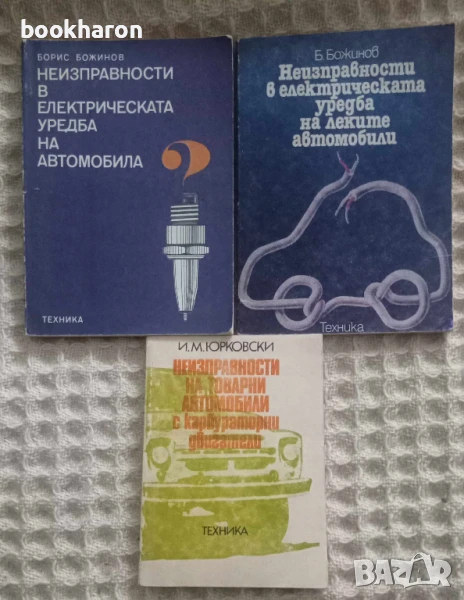 bookharon
БОРИС БОЖИНОВ
НЕИЗПРАВНОСТИ
В
ЕЛЕКТРИЧЕСКАТА
УРЕДБА
НА
АВТОМОБИЛА
?
ТЕХНИКА
Б. Божинов
Неизправности
в електрическата
уредба
на леките
автомобили
Техника
И.М.ЮРКОВСКИ
НЕИЗПРАВНОСТИ
НА ТОВАРНИ
АВТОМОБИЛИ
с карбураторни
двигатели
ТЕХНИКА
BAZAR